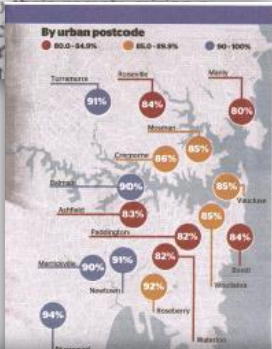 By urban postcode
80.0-84.9% 85.0-89.9% 90-100%
Turramurra Roseville Manly
91% 84% 80%
Mosman
85%
Cremorne 86%
Balmain 90% 85%
Vaucluse
Ashfield 83% 85%
Paddington 82% 84%
Marrickville 90% 91% 82% Bondi
Newtown 92% Woollahra
Rosebery
94% Waterloo